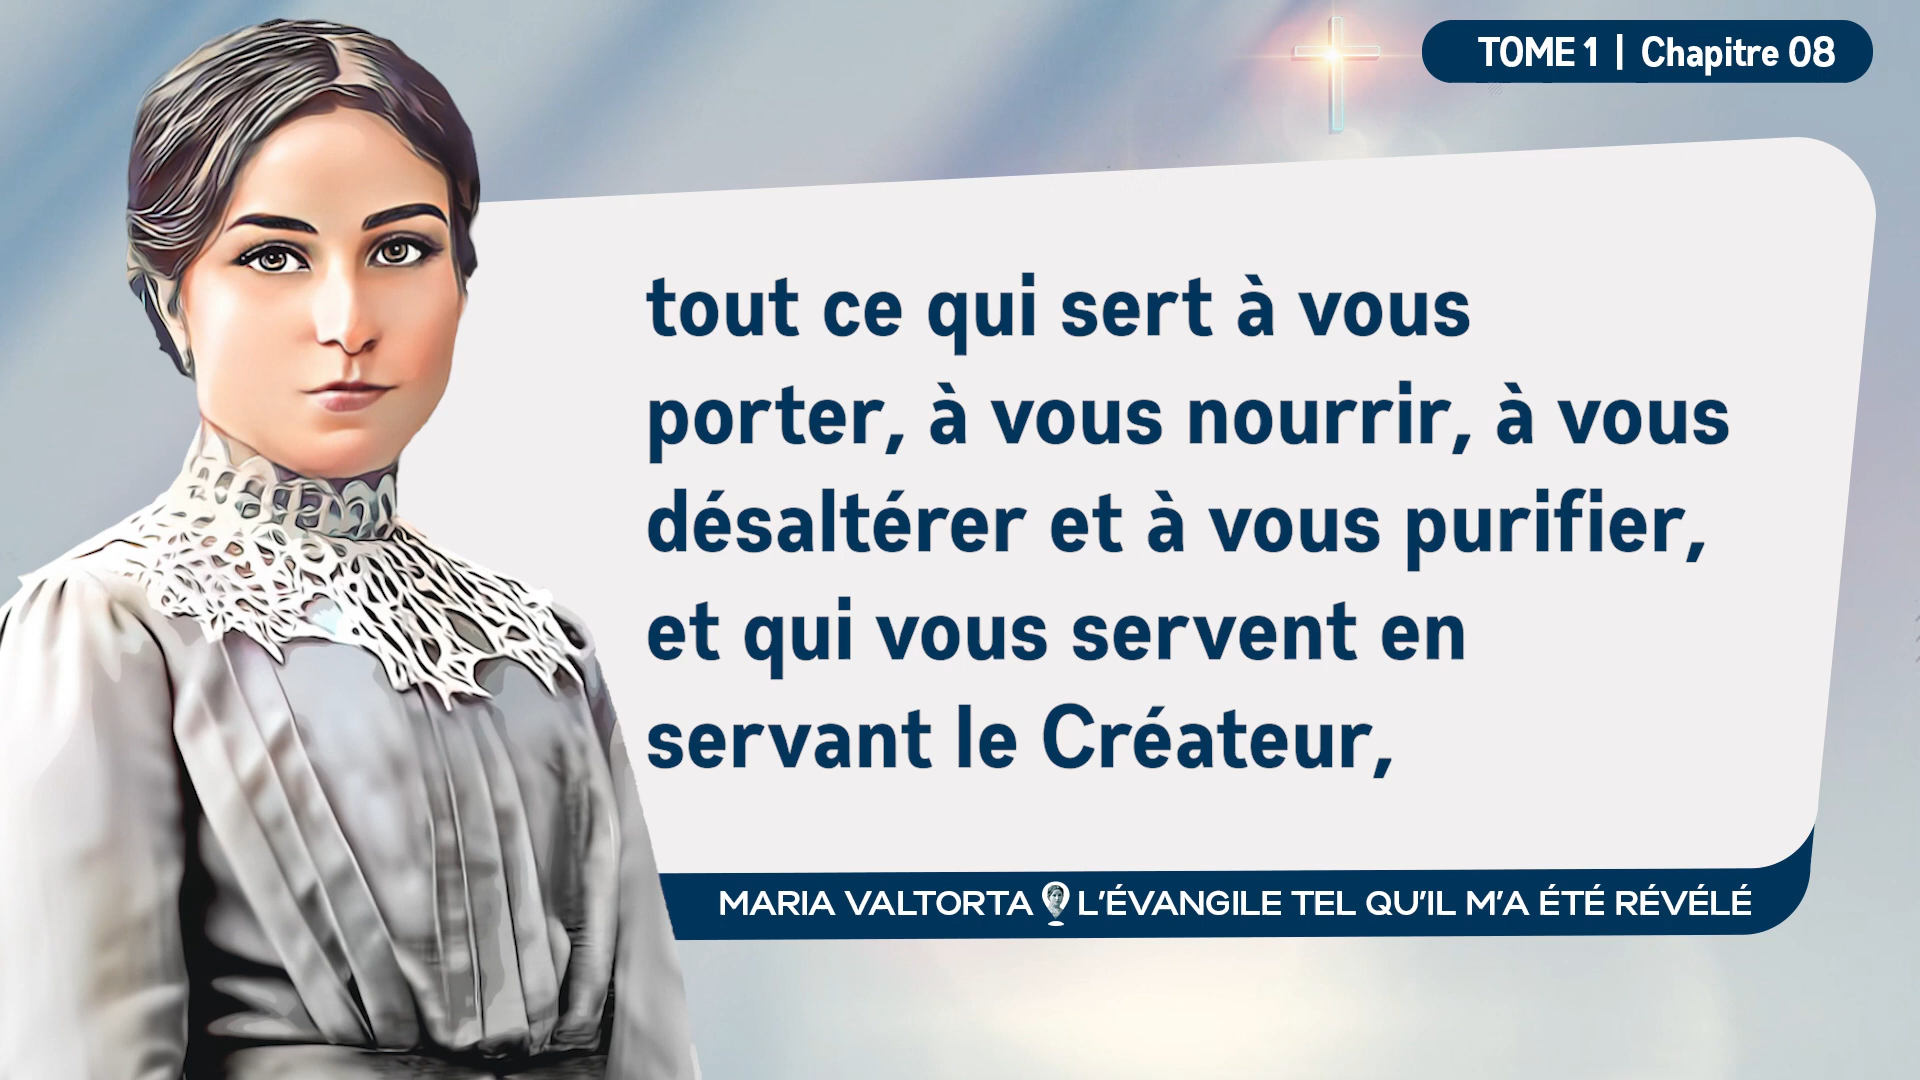 TOME 1 | Chapitre 08
tout ce qui sert à vous
porter, à vous nourrir, à vous
désaltérer et à vous purifier,
et qui vous servent en
servant le Créateur,
MARIA VALTORTA L'ÉVANGILE TEL QU'IL M'A ÉTÉ RÉVÉLÉ